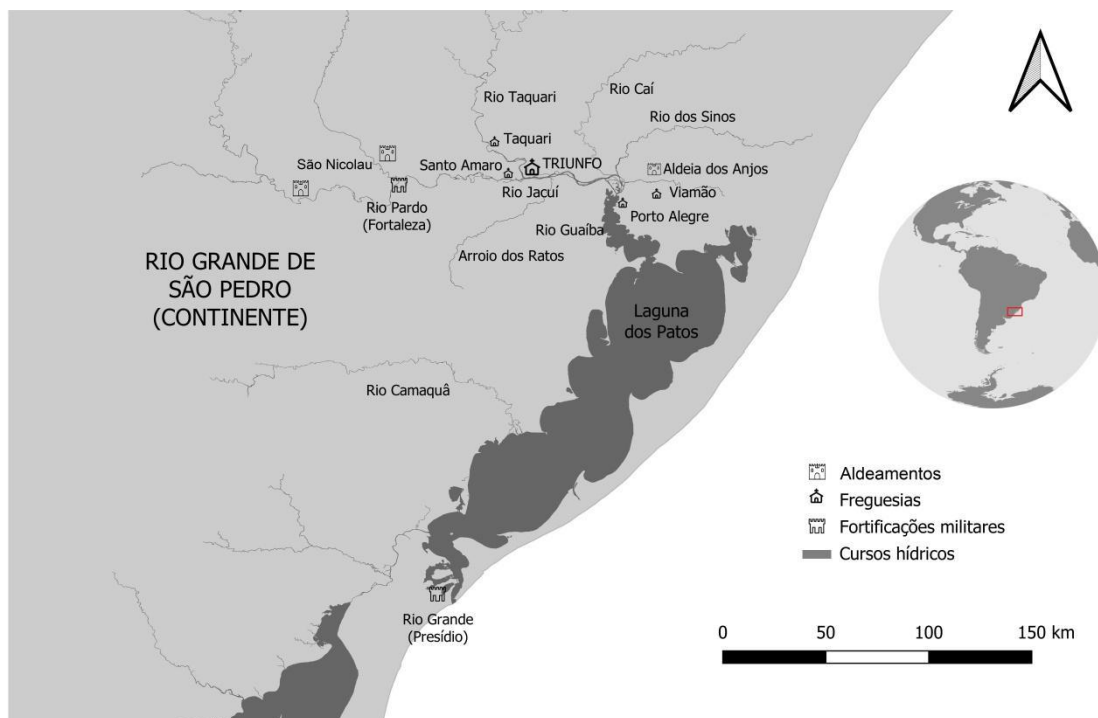 Rio Taquari
Rio Caí
Rio dos Sinos
Taquari
São Nicolau
Santo Amaro
TRIUNFO
Aldeia dos Anjos
Rio Jacuí
Viamão
Rio Pardo
(Fortaleza)
Porto Alegre
Rio Guaíba
Arroio dos Ratos
RIO GRANDE DE
SÃO PEDRO
(CONTINENTE)
Laguna
dos Patos
Rio Camaquã
Rio Grande
(Presídio)
Aldeamentos
Freguesias
Fortificações militares
Cursos hídricos
0 50 100 150 km